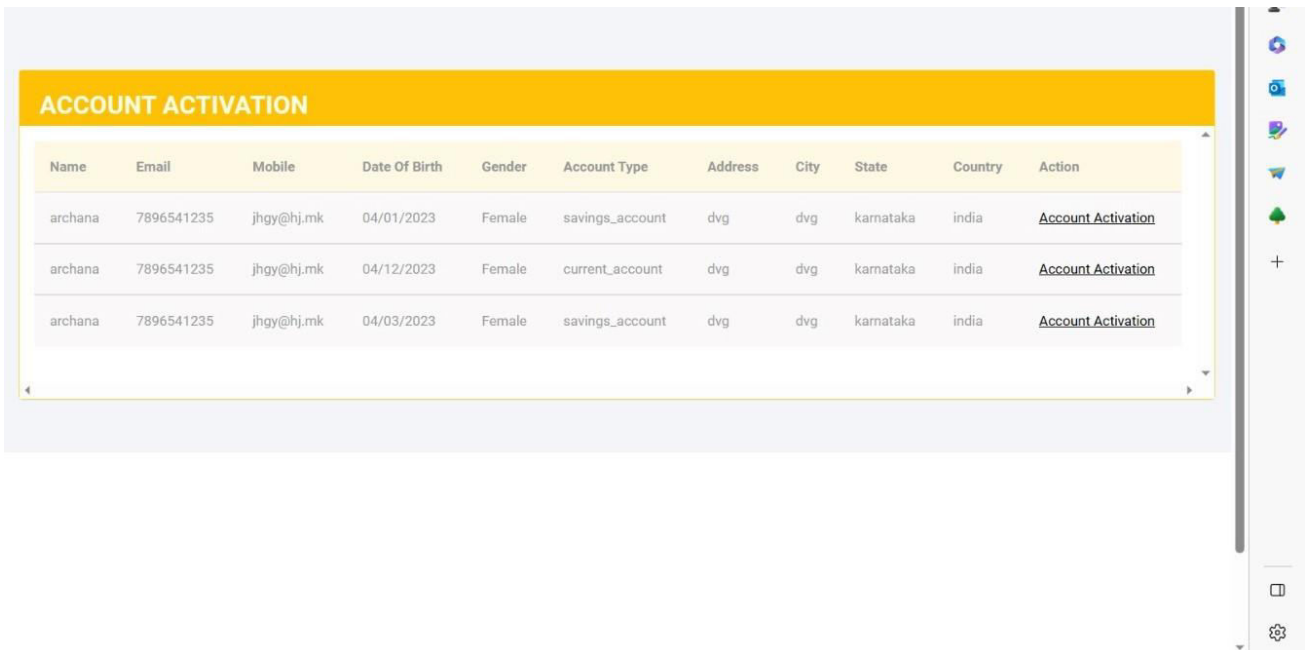 ACCOUNT ACTIVATION
Name Email Mobile Date Of Birth Gender Account Type Address City State Country Action
archana 7896541235 jhgy@hj.mk 04/01/2023 Female savings_account dvg dvg karnataka india Account Activation
archana 7896541235 jhgy@hj.mk 04/12/2023 Female current_account dvg dvg karnataka india Account Activation
archana 7896541235 jhgy@hj.mk 04/03/2023 Female savings_account dvg dvg karnataka india Account Activation